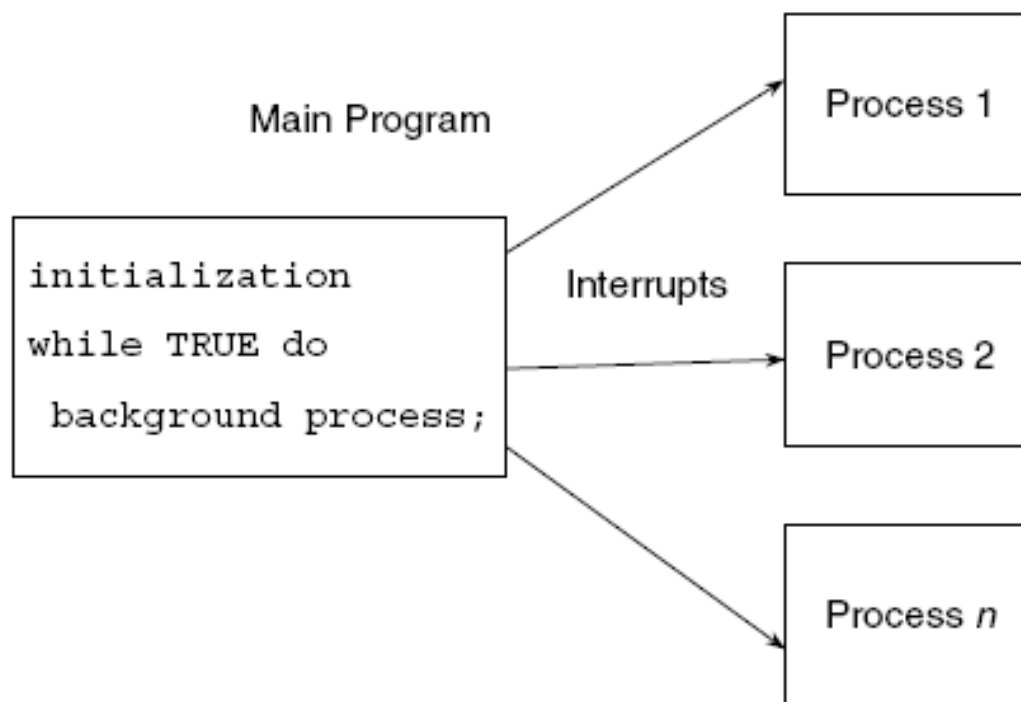 Main Program
initialization
while TRUE do
background process;
Interrupts
Process 1
Process 2
Process n